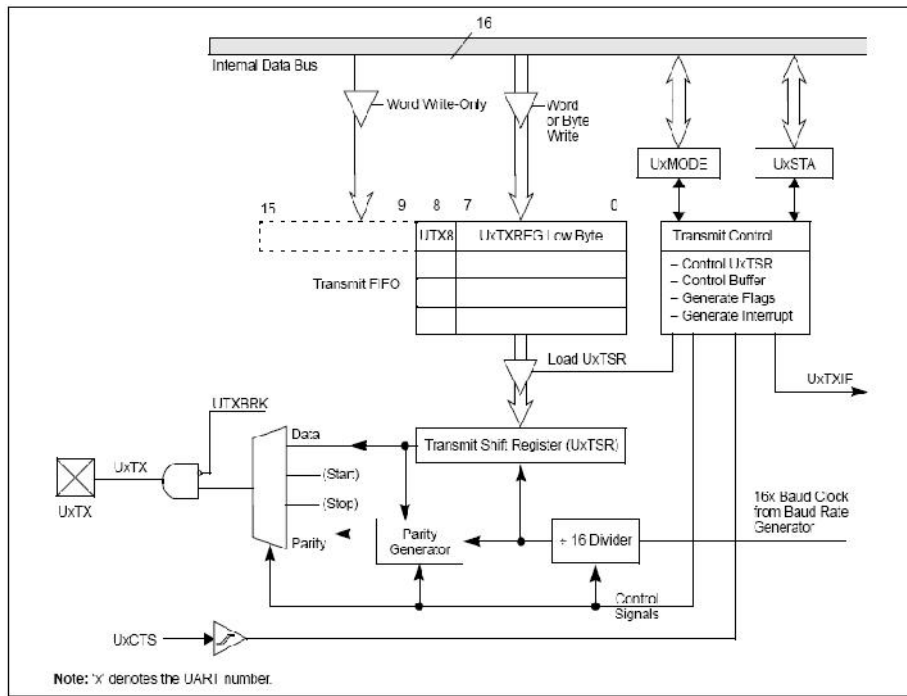 16
Internal Data Bus
Word Write-Only
Word
or Byte
Write
UxMODE
UxSTA
15
9
8
7
0
UTX8
UxTXREG Low Byte
Transmit Control
– Control UxTSR
– Control Buffer
– Generate Flags
– Generate Interrupt
Transmit FIFO
Load UxTSR
UxTXIF
UTXBRK
Data
Transmit Shift Register (UxTSR)
UxTX
(Start)
(Stop)
UxTX
Parity
Parity
Generator
÷ 16 Divider
16x Baud Clock
from Baud Rate
Generator
Control
Signals
UxCTS
Note: 'x' denotes the UART number.